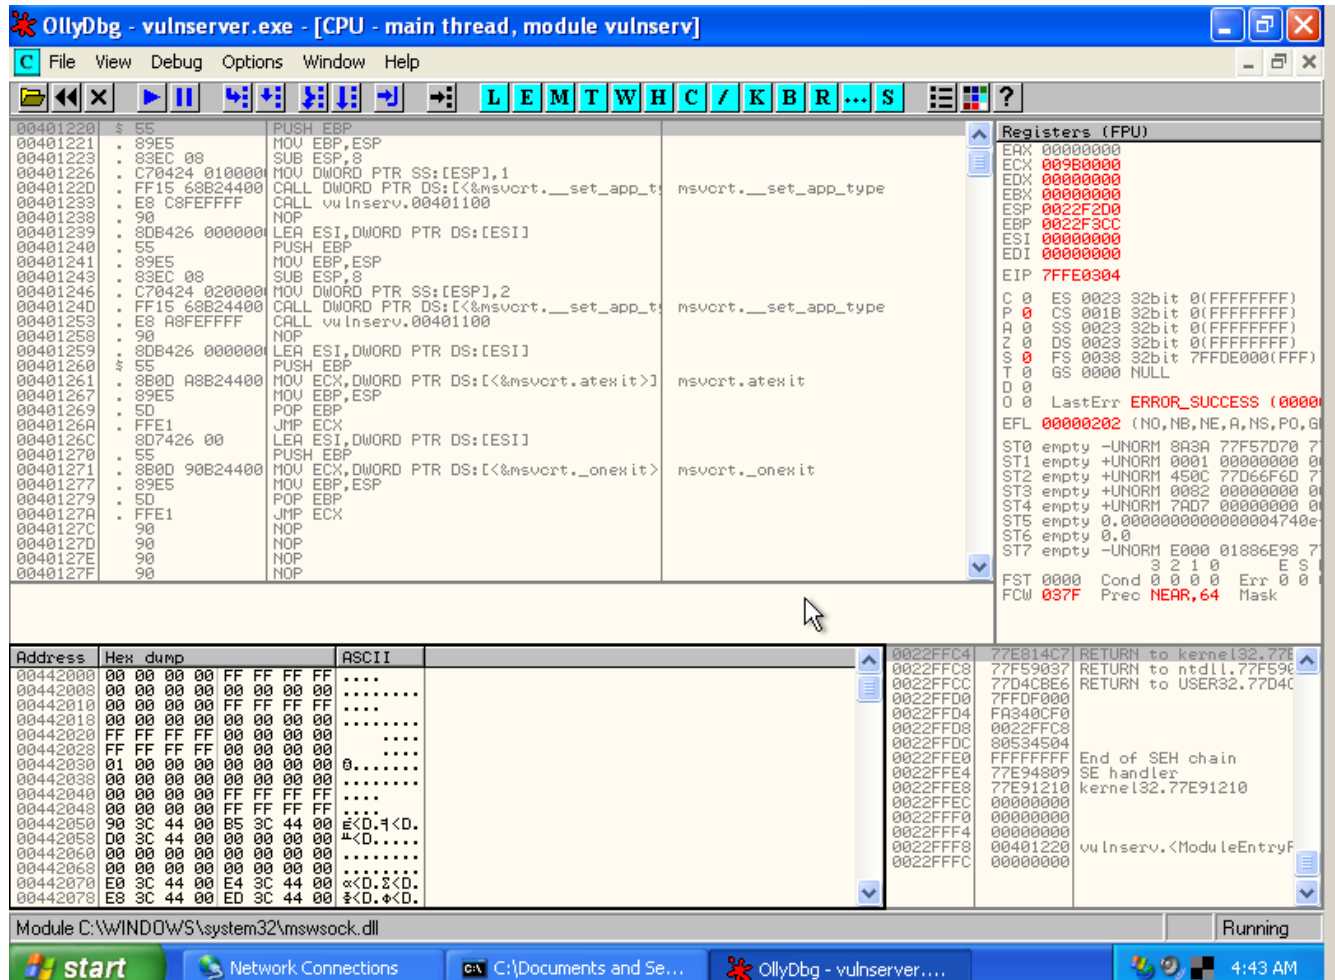 OllyDbg - vulnserver.exe - [CPU - main thread, module vulnserv]
C File View Debug Options Window Help
L E M T W H C / K B R ... S ?
00401220 $ 55 PUSH EBP
00401221 . 89E5 MOV EBP,ESP
00401223 . 83EC 08 SUB ESP,8
00401226 . C70424 010000 MOV DWORD PTR SS:[ESP],1
0040122D . FF15 68B24400 CALL DWORD PTR DS:[<&msvcrt.__set_app_t msvcrt.__set_app_type
00401233 . E8 C8FEFFFF CALL vulnserv.00401100
00401238 . 90 NOP
00401239 . 8DB426 000000 LEA ESI,DWORD PTR DS:[ESI]
00401240 . 55 PUSH EBP
00401241 . 89E5 MOV EBP,ESP
00401243 . 83EC 08 SUB ESP,8
00401246 . C70424 020000 MOV DWORD PTR SS:[ESP],2
0040124D . FF15 68B24400 CALL DWORD PTR DS:[<&msvcrt.__set_app_t msvcrt.__set_app_type
00401253 . E8 A8FEFFFF CALL vulnserv.00401100
00401258 . 90 NOP
00401259 . 8DB426 000000 LEA ESI,DWORD PTR DS:[ESI]
00401260 $ 55 PUSH EBP
00401261 . 8B0D A8B24400 MOV ECX,DWORD PTR DS:[<&msvcrt.atexit>] msvcrt.atexit
00401267 . 89E5 MOV EBP,ESP
00401269 . 5D POP EBP
0040126A . FFE1 JMP ECX
0040126C 8D7426 00 LEA ESI,DWORD PTR DS:[ESI]
00401270 . 55 PUSH EBP
00401271 . 8B0D 90B24400 MOV ECX,DWORD PTR DS:[<&msvcrt._onexit> msvcrt._onexit
00401277 . 89E5 MOV EBP,ESP
00401279 . 5D POP EBP
0040127A . FFE1 JMP ECX
0040127C 90 NOP
0040127D 90 NOP
0040127E 90 NOP
0040127F 90 NOP
Registers (FPU)
EAX 00000000
ECX 009B0000
EDX 00000000
EBX 00000000
ESP 0022F2D0
EBP 0022F3CC
ESI 00000000
EDI 00000000
EIP 7FFE0304
C 0 ES 0023 32bit 0(FFFFFFFF)
P 0 CS 001B 32bit 0(FFFFFFFF)
A 0 SS 0023 32bit 0(FFFFFFFF)
Z 0 DS 0023 32bit 0(FFFFFFFF)
S 0 FS 0038 32bit 7FFDE000(FFF)
T 0 GS 0000 NULL
D 0
O 0 LastErr ERROR_SUCCESS (0000
EFL 00000202 (NO,NB,NE,A,NS,PO,G
ST0 empty -UNORM 8A3A 77F57D70 7
ST1 empty +UNORM 0001 00000000 0
ST2 empty +UNORM 450C 77D66F6D 7
ST3 empty +UNORM 0082 00000000 0
ST4 empty +UNORM 7AD7 00000000 0
ST5 empty 0.0000000000000004740e
ST6 empty 0.0
ST7 empty -UNORM E000 01886E98 7
3 2 1 0 E S
FST 0000 Cond 0 0 0 0 Err 0 0
FCW 037F Prec NEAR,64 Mask
Address Hex dump ASCII
00442000 00 00 00 00 FF FF FF FF ....
00442008 00 00 00 00 00 00 00 00 ........
00442010 00 00 00 00 FF FF FF FF ....
00442018 00 00 00 00 00 00 00 00 ........
00442020 FF FF FF FF 00 00 00 00 ....
00442028 FF FF FF FF 00 00 00 00 ....
00442030 01 00 00 00 00 00 00 00 0.......
00442038 00 00 00 00 00 00 00 00 ........
00442040 00 00 00 00 FF FF FF FF ....
00442048 00 00 00 00 FF FF FF FF ....
00442050 90 3C 44 00 B5 3C 44 00 É<D.╡<D.
00442058 D0 3C 44 00 00 00 00 00 ╨<D.....
00442060 00 00 00 00 00 00 00 00 ........
00442068 00 00 00 00 00 00 00 00 ........
00442070 E0 3C 44 00 E4 3C 44 00 α<D.Σ<D.
00442078 E8 3C 44 00 ED 3C 44 00 Φ<D.φ<D.
0022FFC4 77E814C7 RETURN to kernel32.77E
0022FFC8 77F59037 RETURN to ntdll.77F590
0022FFCC 77D4CBE6 RETURN to USER32.77D4C
0022FFD0 7FFDF000
0022FFD4 FA340CF0
0022FFD8 0022FFC8
0022FFDC 80534504
0022FFE0 FFFFFFFF End of SEH chain
0022FFE4 77E94809 SE handler
0022FFE8 77E91210 kernel32.77E91210
0022FFEC 00000000
0022FFF0 00000000
0022FFF4 00000000
0022FFF8 00401220 vulnserv.<ModuleEntryP
0022FFFC 00000000
Module C:\WINDOWS\system32\mswsock.dll Running
start Network Connections C:\Documents and Se... OllyDbg - vulnserver.... 4:43 AM